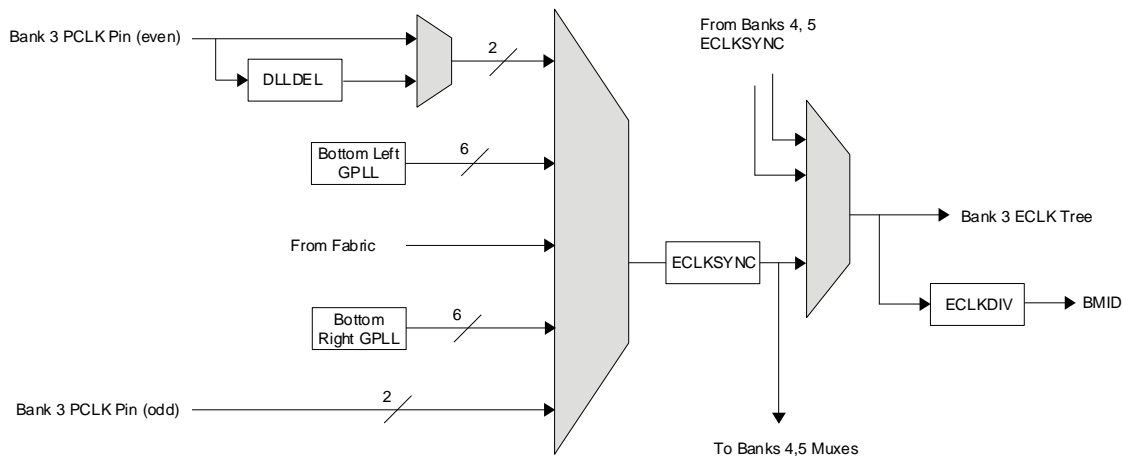 From Banks 4, 5
ECLKSYNC
Bank 3 PCLK Pin (even)
2
DLLDEL
Bottom Left
GPLL
6
From Fabric
ECLKSYNC
Bank 3 ECLK Tree
ECLKDIV
BMID
Bottom
Right GPLL
6
Bank 3 PCLK Pin (odd)
2
To Banks 4,5 Muxes